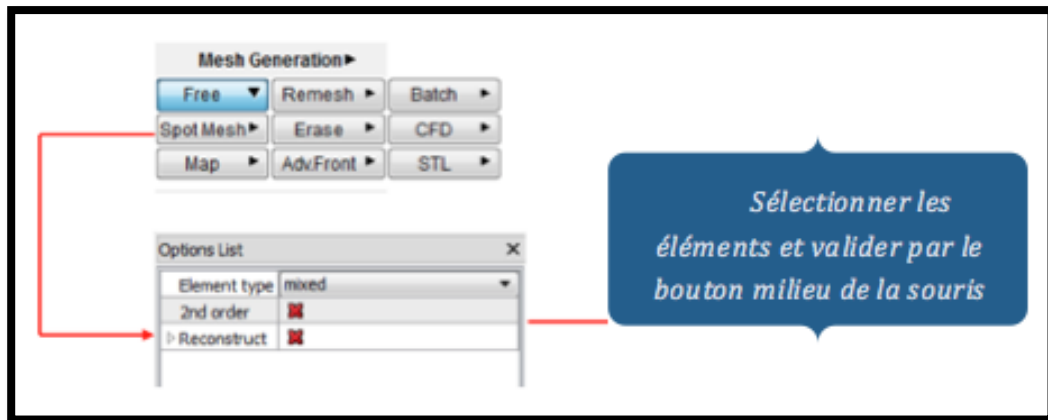 Mesh Generation
Free Remesh Batch
Spot Mesh Erase CFD
Map Adv.Front STL
Options List
Element type mixed
2nd order
Reconstruct
Sélectionner les
éléments et valider par le
bouton milieu de la souris